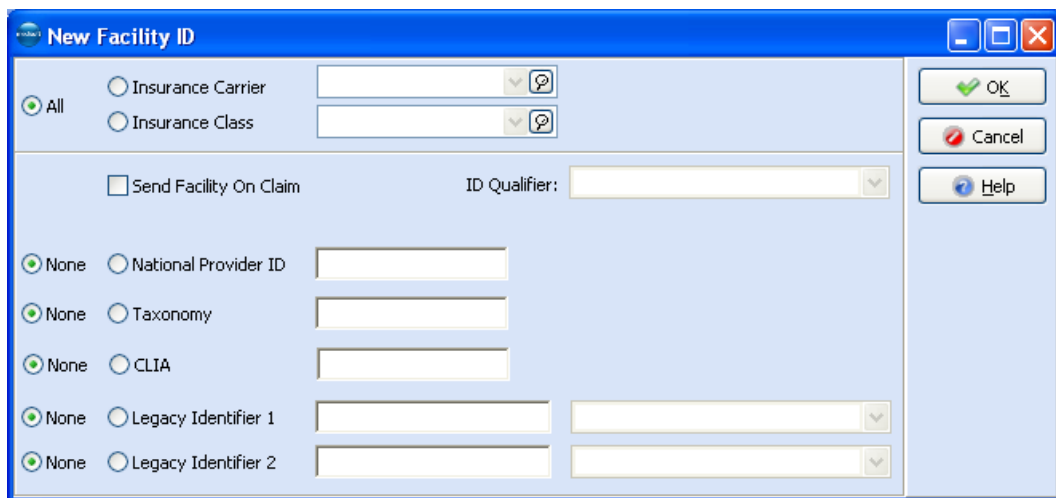 New Facility ID
All
Insurance Carrier
Insurance Class
OK
Cancel
Help
Send Facility On Claim ID Qualifier:
None National Provider ID
None Taxonomy
None CLIA
None Legacy Identifier 1
None Legacy Identifier 2